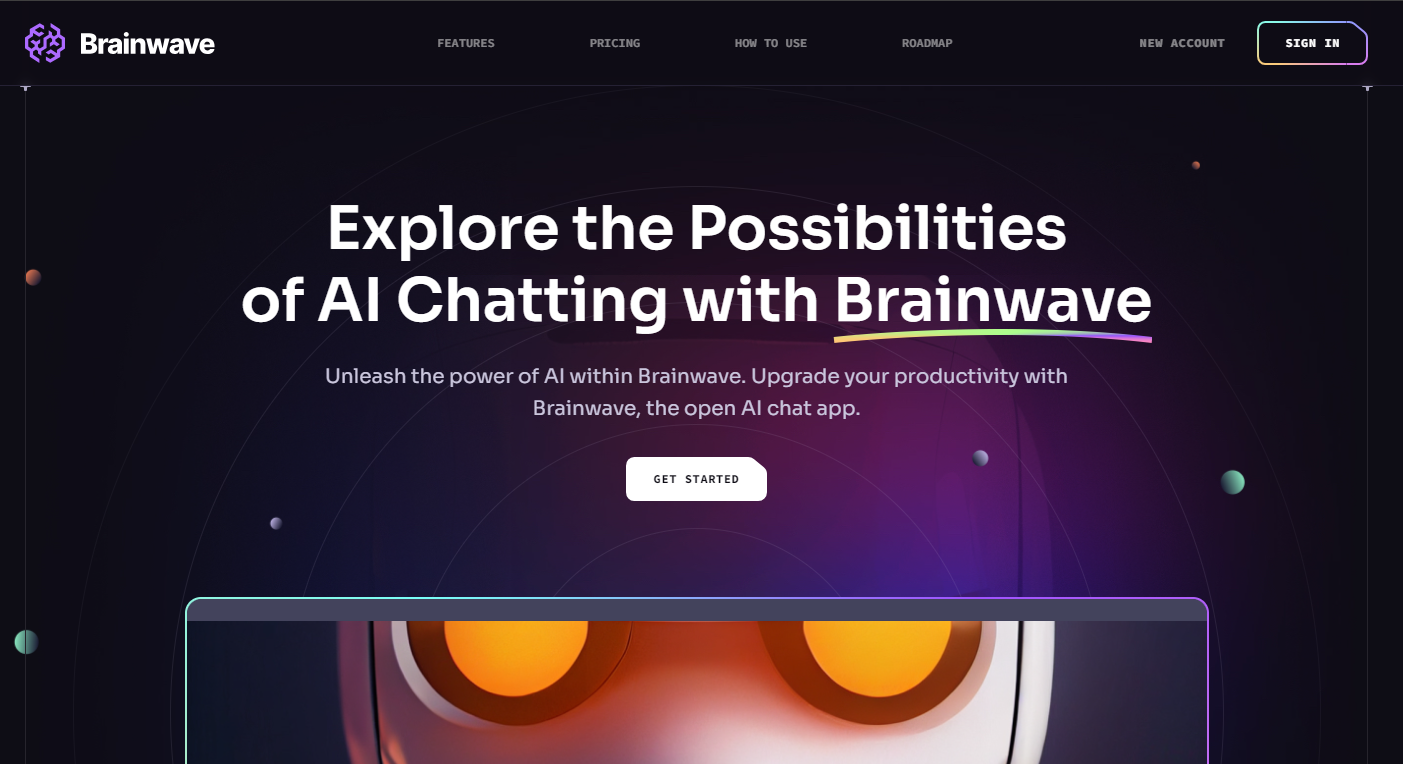 Brainwave
FEATURES
PRICING
HOW TO USE
ROADMAP
NEW ACCOUNT
SIGN IN
Explore the Possibilities
of AI Chatting with Brainwave
Unleash the power of AI within Brainwave. Upgrade your productivity with
Brainwave, the open AI chat app.
GET STARTED